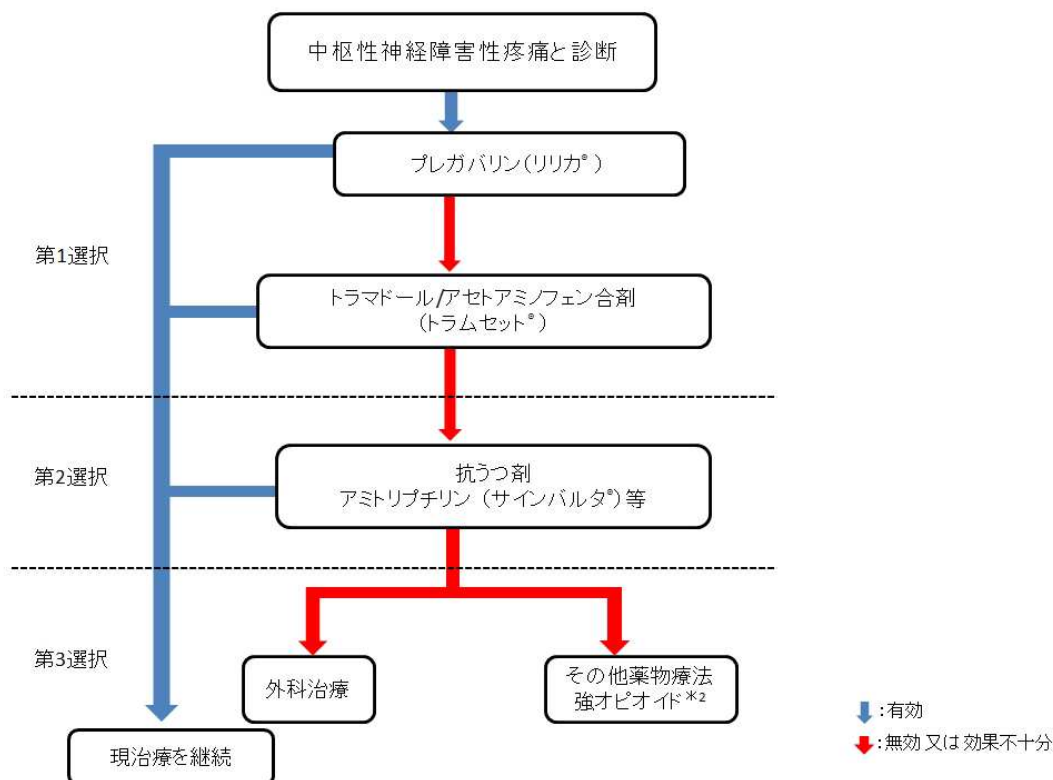 中枢性神経障害性疼痛と診断
プレガバリン(リリカ®)
第1選択
トラマドール/アセトアミノフェン合剤
(トラムセット®)
抗うつ剤
第2選択
アミトリプチリン (サインバルタ®)等
第3選択
外科治療
その他薬物療法
強オピオイド*2
現治療を継続
:有効
:無効 又は 効果不十分